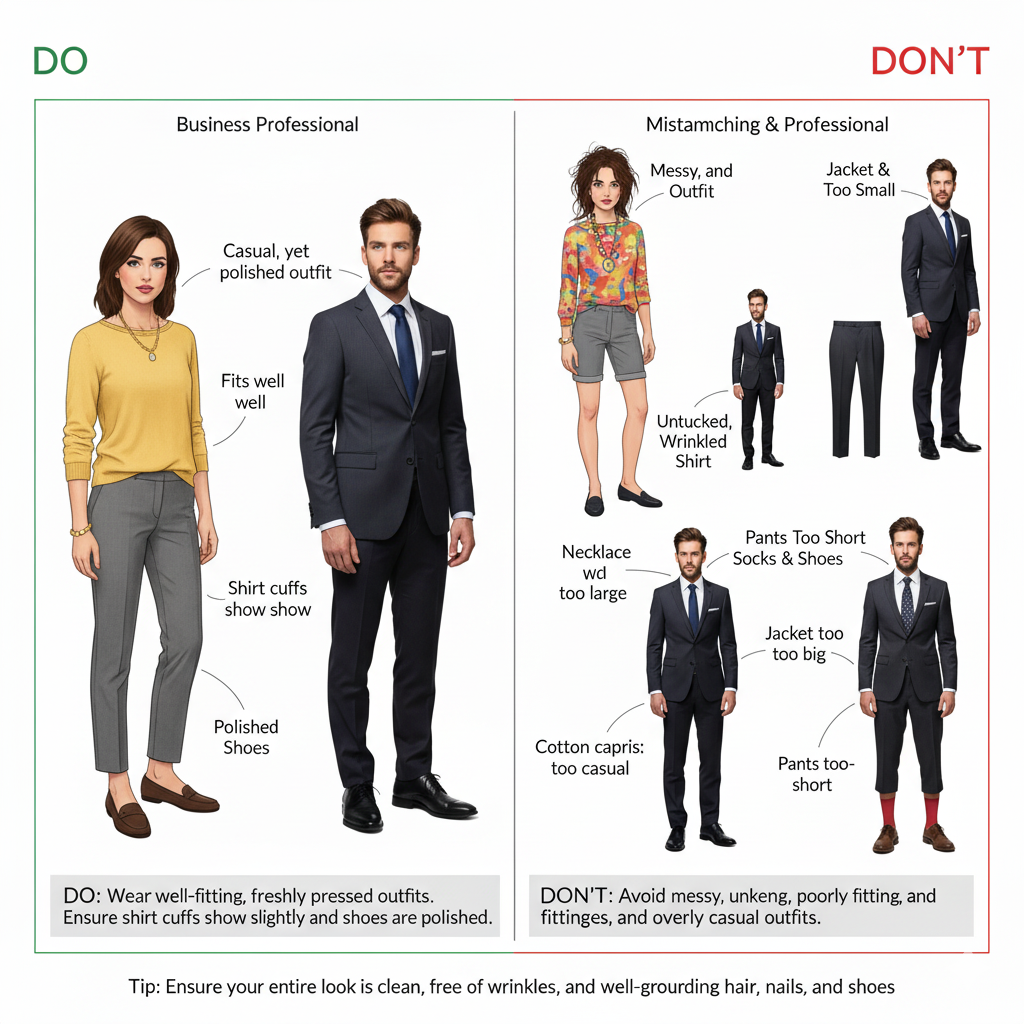 DO
DON'T
Business Professional
Casual, yet
polished outfit
Fits well
well
Shirt cuffs
show show
Polished
Shoes
DO: Wear well-fitting, freshly pressed outfits.
Ensure shirt cuffs show slightly and shoes are polished.
Mistamching & Professional
Messy, and
Outfit
Jacket &
Too Small
Untucked,
Wrinkled
Shirt
Necklace
wd
too large
Pants Too Short
Socks & Shoes
Jacket too
too big
Cotton capris:
too casual
Pants too-
short
DON'T: Avoid messy, unkeng, poorly fitting, and
fittinges, and overly casual outfits.
Tip: Ensure your entire look is clean, free of wrinkles, and well-grourding hair, nails, and shoes